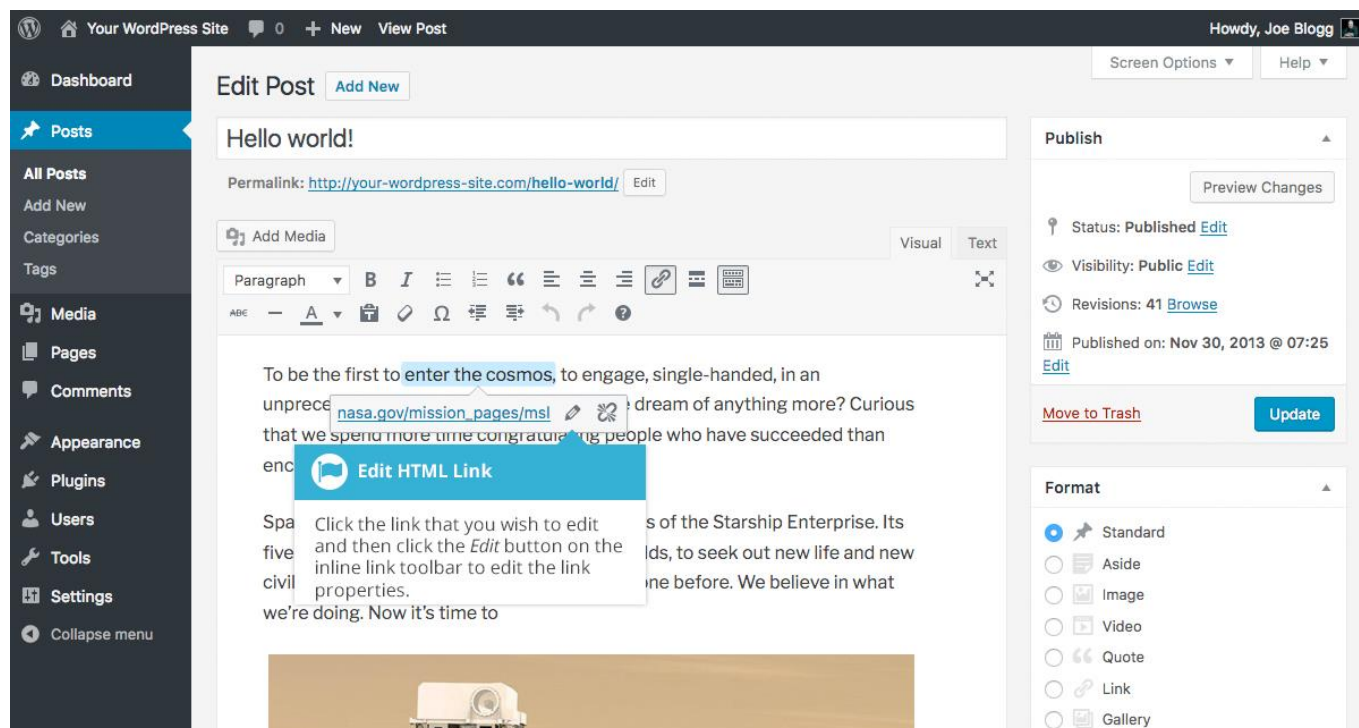 Your WordPress Site 0 + New View Post Howdy, Joe Blogg
Screen Options ▼ Help ▼
Dashboard
Posts
All Posts
Add New
Categories
Tags
Media
Pages
Comments
Appearance
Plugins
Users
Tools
Settings
Collapse menu
Edit Post Add New
Hello world!
Permalink: http://your-wordpress-site.com/hello-world/ Edit
Add Media Visual Text
Paragraph ▼ B I
ABC — A ▼ Ω
To be the first to enter the cosmos, to engage, single-handed, in an
dream of anything more? Curious
nasa.gov/mission_pages/msl
that we spend more time congratulating people who have succeeded than
Edit HTML Link
Click the link that you wish to edit
and then click the Edit button on the
inline link toolbar to edit the link
properties.
s of the Starship Enterprise. Its
five
new life and new
one before. We believe in what
we're doing. Now it's time to
Publish
Preview Changes
Status: Published Edit
Visibility: Public Edit
Revisions: 41 Browse
Published on: Nov 30, 2013 @ 07:25
Edit
Move to Trash Update
Format
Standard
Aside
Image
Video
Quote
Link
Gallery